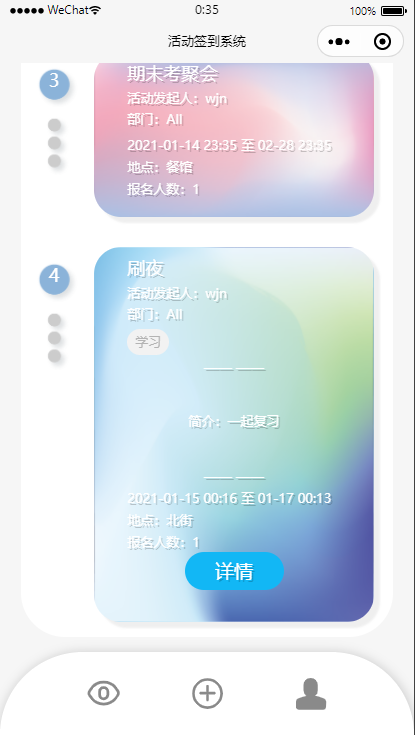 WeChat
0:35
100%
活动签到系统
3
期末考聚会
活动发起人：wjn
部门：All
2021-01-14 23:35 至 02-28 23:35
地点：餐馆
报名人数：1
4
刷夜
活动发起人：wjn
部门：All
学习
—— ——
简介：一起复习
—— ——
2021-01-15 00:16 至 01-17 00:13
地点：北街
报名人数：1
详情